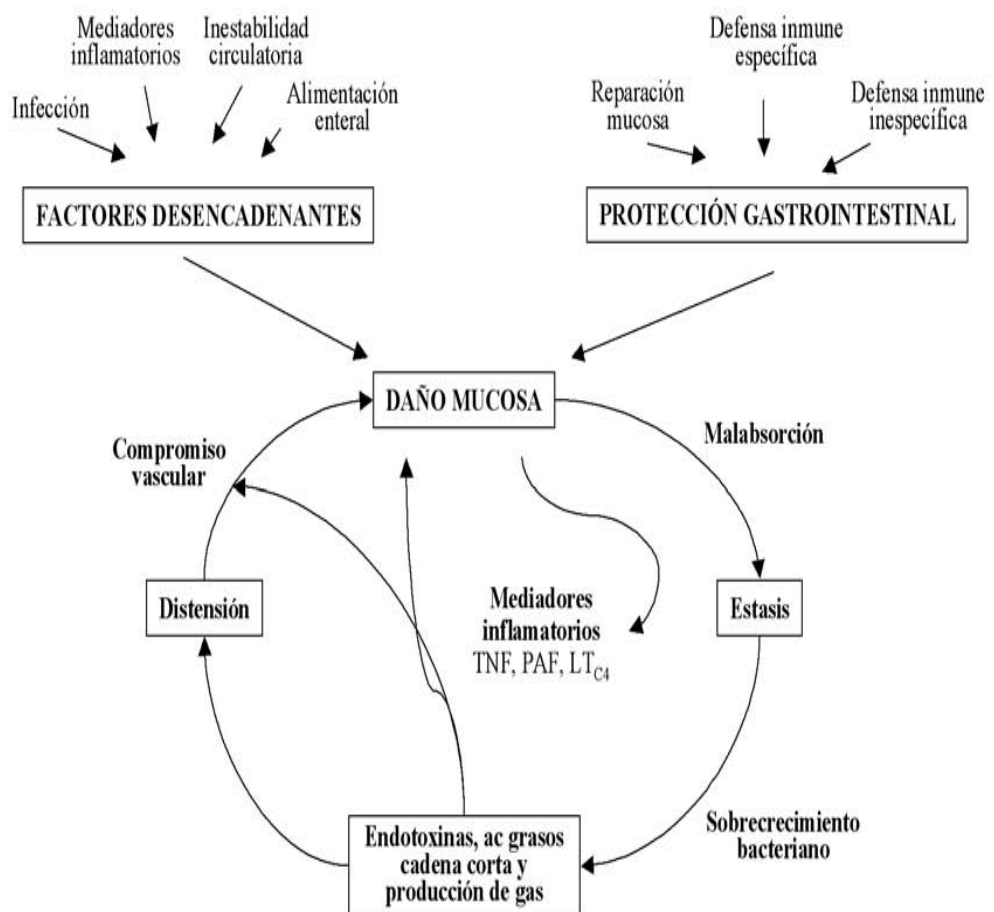 Mediadores
inflamatorios
Inestabilidad
circulatoria
Infección
Alimentación
enteral
Defensa inmune
específica
Reparación
mucosa
Defensa inmune
inespecífica
FACTORES DESENCADENANTES
PROTECCIÓN GASTROINTESTINAL
DAÑO MUCOSA
Compromiso
vascular
Malabsorción
Distensión
Mediadores
inflamatorios
TNF, PAF, LTC4
Estasis
Endotoxinas, ac grasos
cadena corta y
producción de gas
Sobrecrecimiento
bacteriano